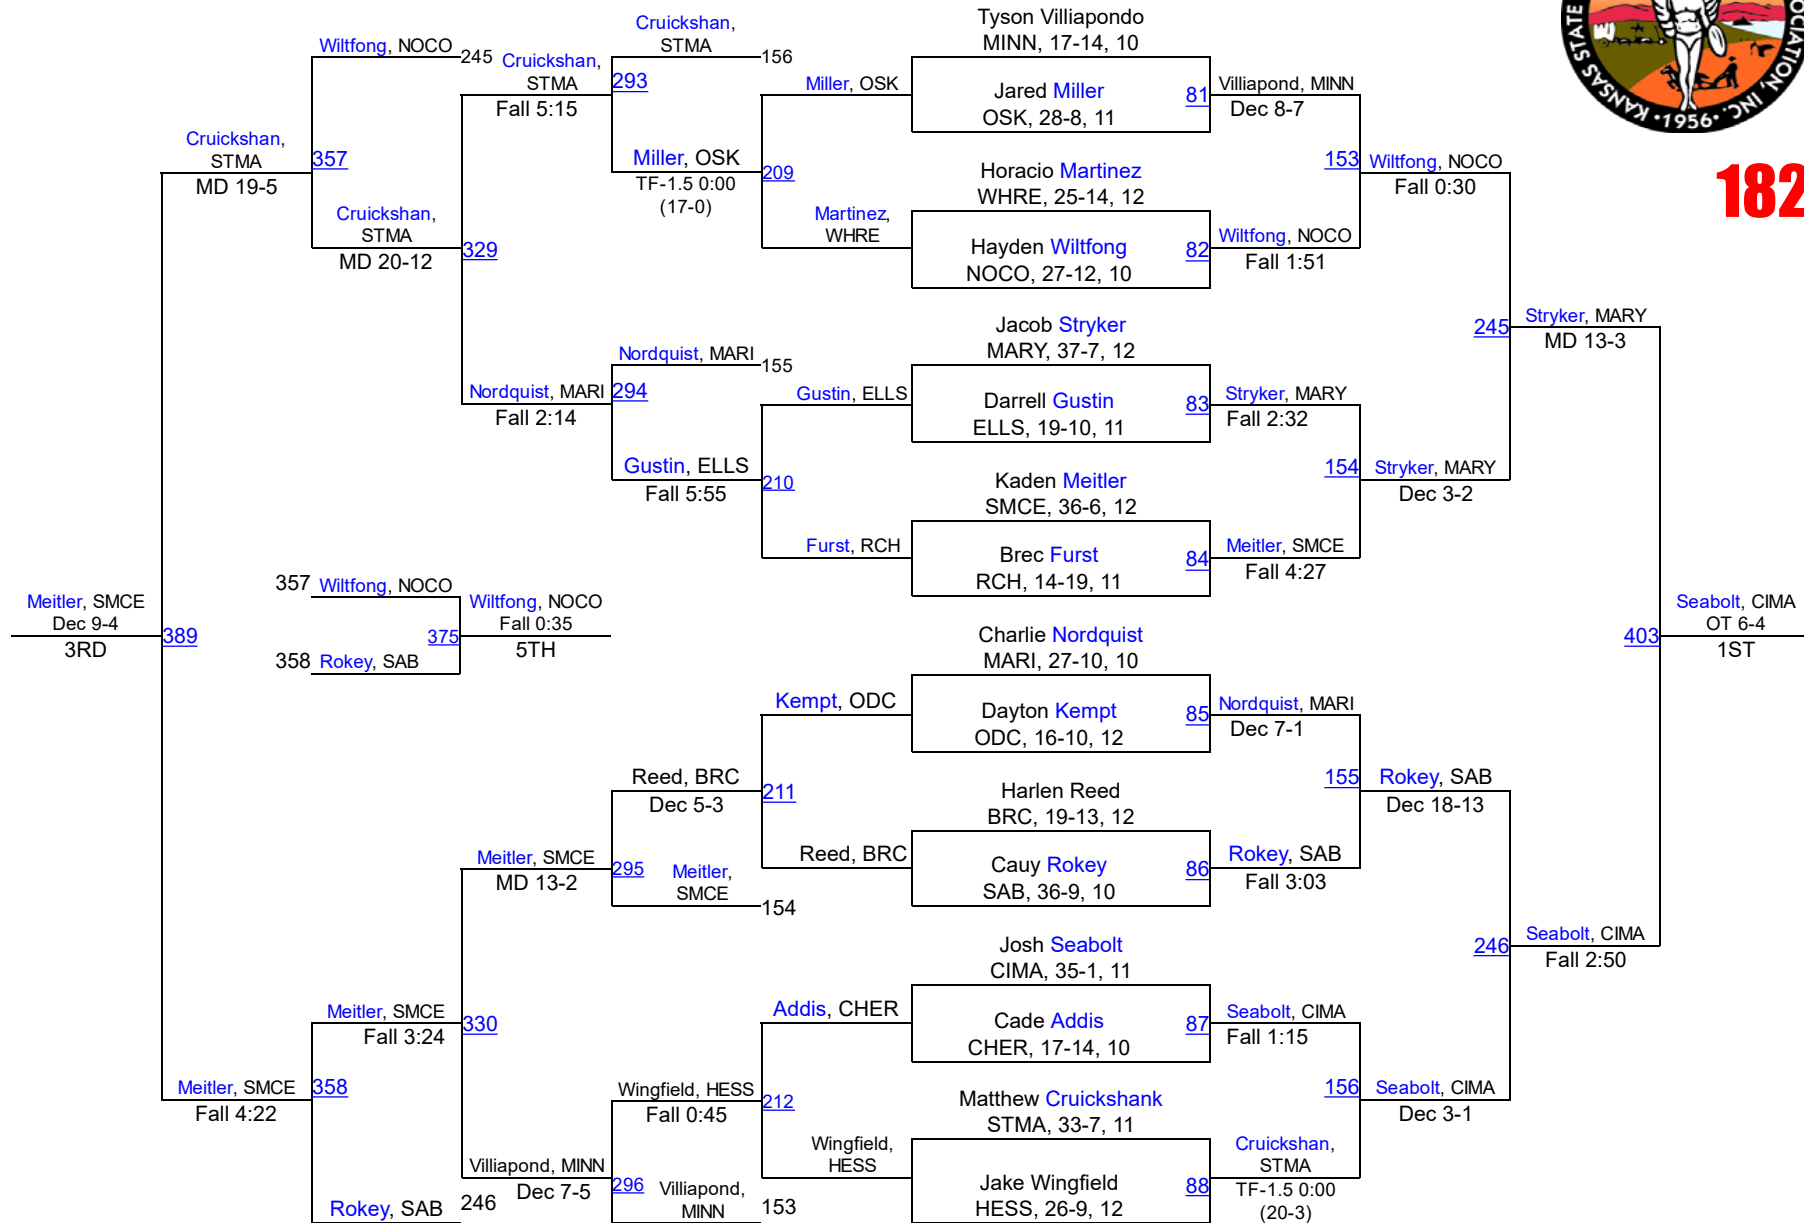 Wiltfong, NOCO
245
Cruickshan,
STMA
Fall 5:15
Cruickshan,
STMA
156
293
Cruickshan,
STMA
MD 19-5
357
Cruickshan,
STMA
MD 20-12
329
Miller, OSK
TF-1.5 0:00
(17-0)
Miller, OSK
209
Martinez,
WHRE
Nordquist, MARI
155
Nordquist, MARI
Fall 2:14
294
Gustin, ELLS
Gustin, ELLS
Fall 5:55
210
Furst, RCH
Tyson Villiapondo
MINN, 17-14, 10
Jared Miller
OSK, 28-8, 11
81
Villiapond, MINN
Dec 8-7
Horacio Martinez
WHRE, 25-14, 12
Hayden Wiltfong
NOCO, 27-12, 10
82
Wiltfong, NOCO
Fall 1:51
153
Wiltfong, NOCO
Fall 0:30
Jacob Stryker
MARY, 37-7, 12
Darrell Gustin
ELLS, 19-10, 11
83
Stryker, MARY
Fall 2:32
Kaden Meitler
SMCE, 36-6, 12
Brec Furst
RCH, 14-19, 11
84
Meitler, SMCE
Fall 4:27
154
Stryker, MARY
Dec 3-2
245
Stryker, MARY
MD 13-3
KANSAS STATE
OCIATION, INC.
•1956•
182
Meitler, SMCE
Dec 9-4
3RD
389
357 Wiltfong, NOCO
358 Rokey, SAB
375
Wiltfong, NOCO
Fall 0:35
5TH
403
Seabolt, CIMA
OT 6-4
1ST
Charlie Nordquist
MARI, 27-10, 10
Dayton Kempt
ODC, 16-10, 12
85
Nordquist, MARI
Dec 7-1
Harlen Reed
BRC, 19-13, 12
Cauy Rokey
SAB, 36-9, 10
86
Rokey, SAB
Fall 3:03
155
Rokey, SAB
Dec 18-13
Josh Seabolt
CIMA, 35-1, 11
Cade Addis
CHER, 17-14, 10
87
Seabolt, CIMA
Fall 1:15
Matthew Cruickshank
STMA, 33-7, 11
Jake Wingfield
HESS, 26-9, 12
88
Cruickshan,
STMA
TF-1.5 0:00
(20-3)
156
Seabolt, CIMA
Dec 3-1
246
Seabolt, CIMA
Fall 2:50
Kempt, ODC
Reed, BRC
Dec 5-3
211
Reed, BRC
Meitler, SMCE
MD 13-2
295
Meitler,
SMCE
154
Meitler, SMCE
Fall 3:24
330
Addis, CHER
Wingfield, HESS
Fall 0:45
212
Wingfield,
HESS
Meitler, SMCE
Fall 4:22
358
Villiapond, MINN
Dec 7-5
296
Villiapond,
MINN
153
Rokey, SAB
246